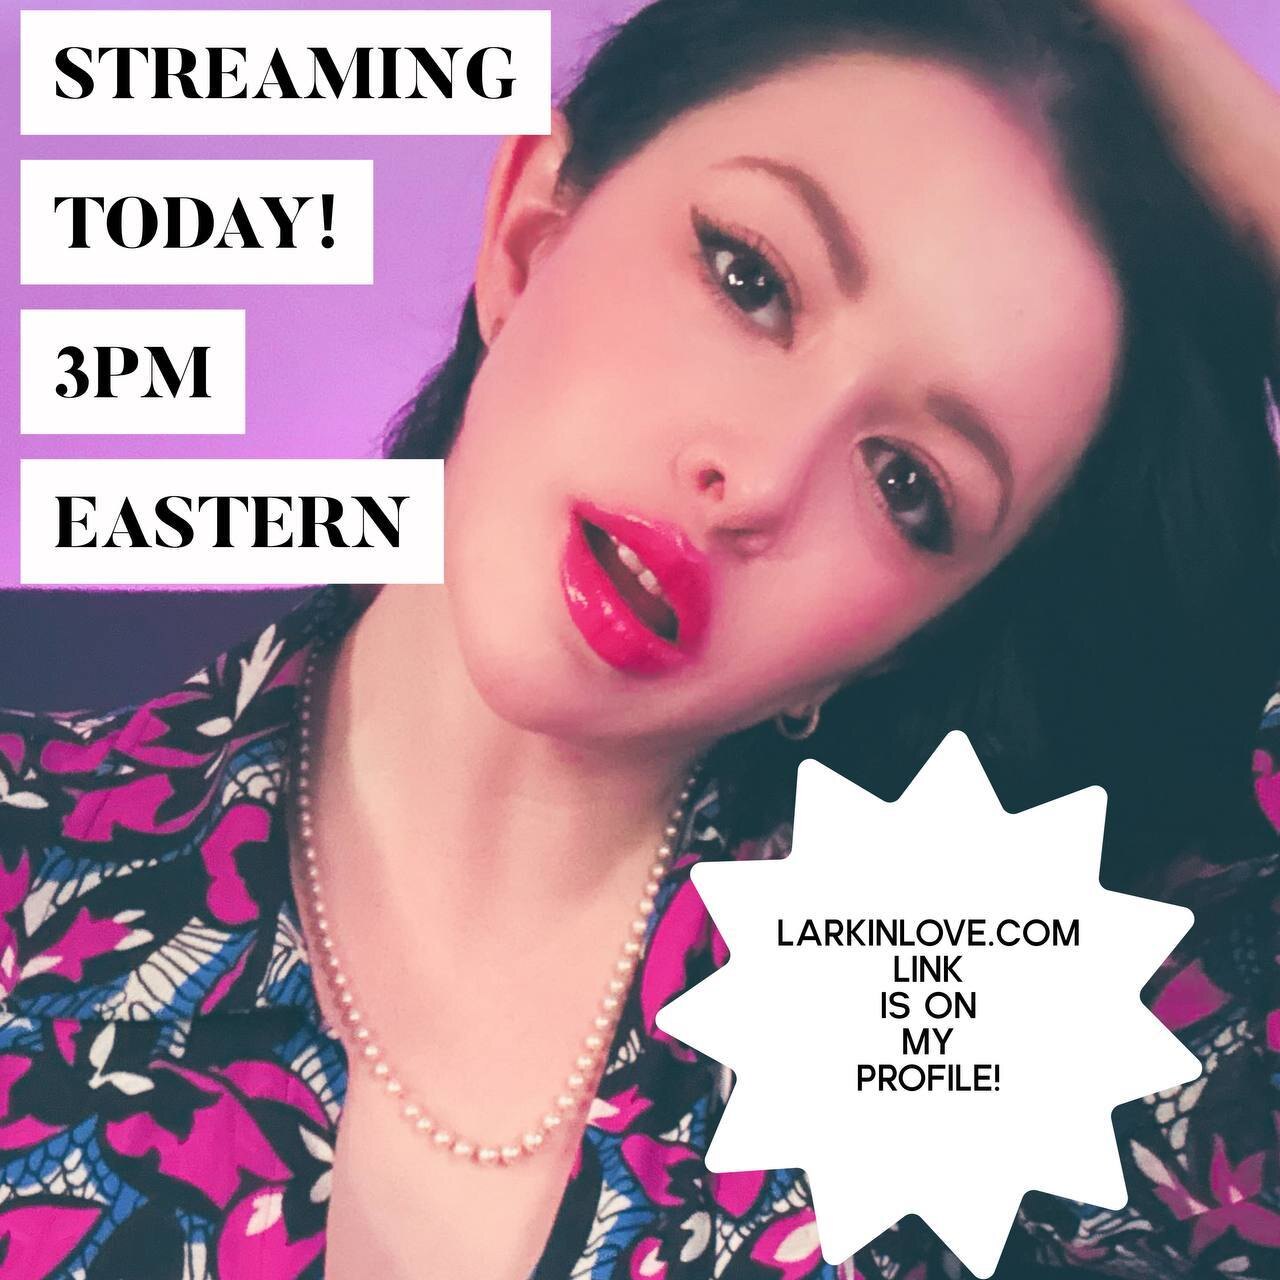 STREAMING
TODAY!
3PM
EASTERN
LARKINLOVE.COM
LINK
IS ON
MY
PROFILE!